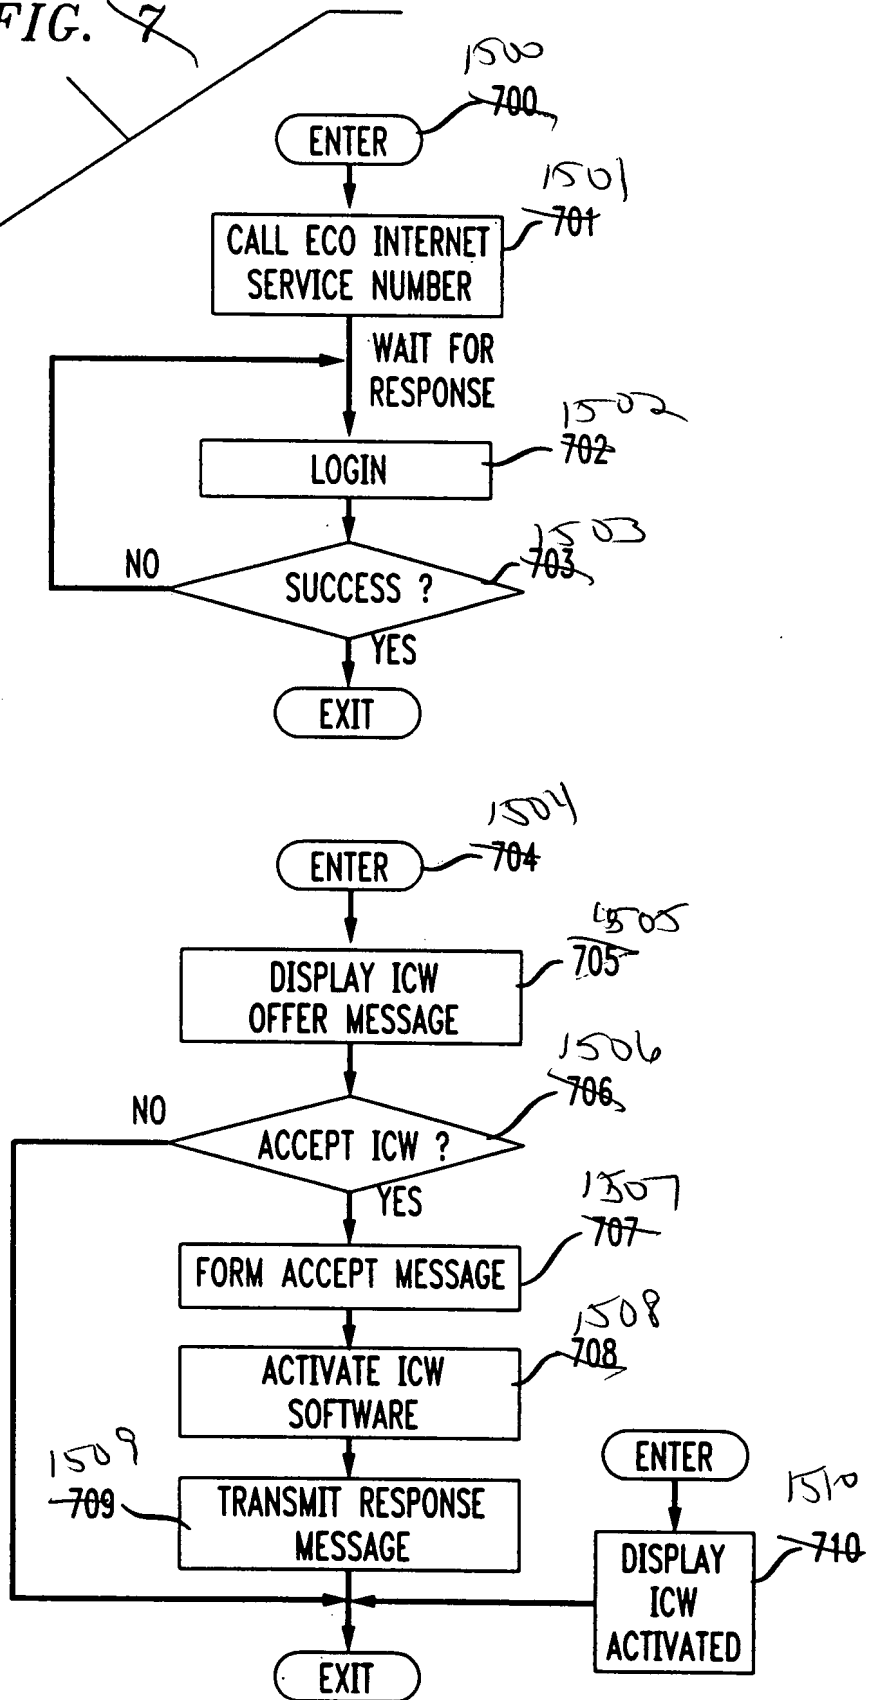 FIG. 7
1500
700
ENTER
1501
701
CALL ECO INTERNET
SERVICE NUMBER
WAIT FOR
RESPONSE
1502
702
LOGIN
1503
703
NO
SUCCESS ?
YES
EXIT
1504
704
ENTER
1505
705
DISPLAY ICW
OFFER MESSAGE
1506
706
NO
ACCEPT ICW ?
YES
1507
707
FORM ACCEPT MESSAGE
1508
708
ACTIVATE ICW
SOFTWARE
1509
709
TRANSMIT RESPONSE
MESSAGE
ENTER
1510
710
DISPLAY
ICW
ACTIVATED
EXIT